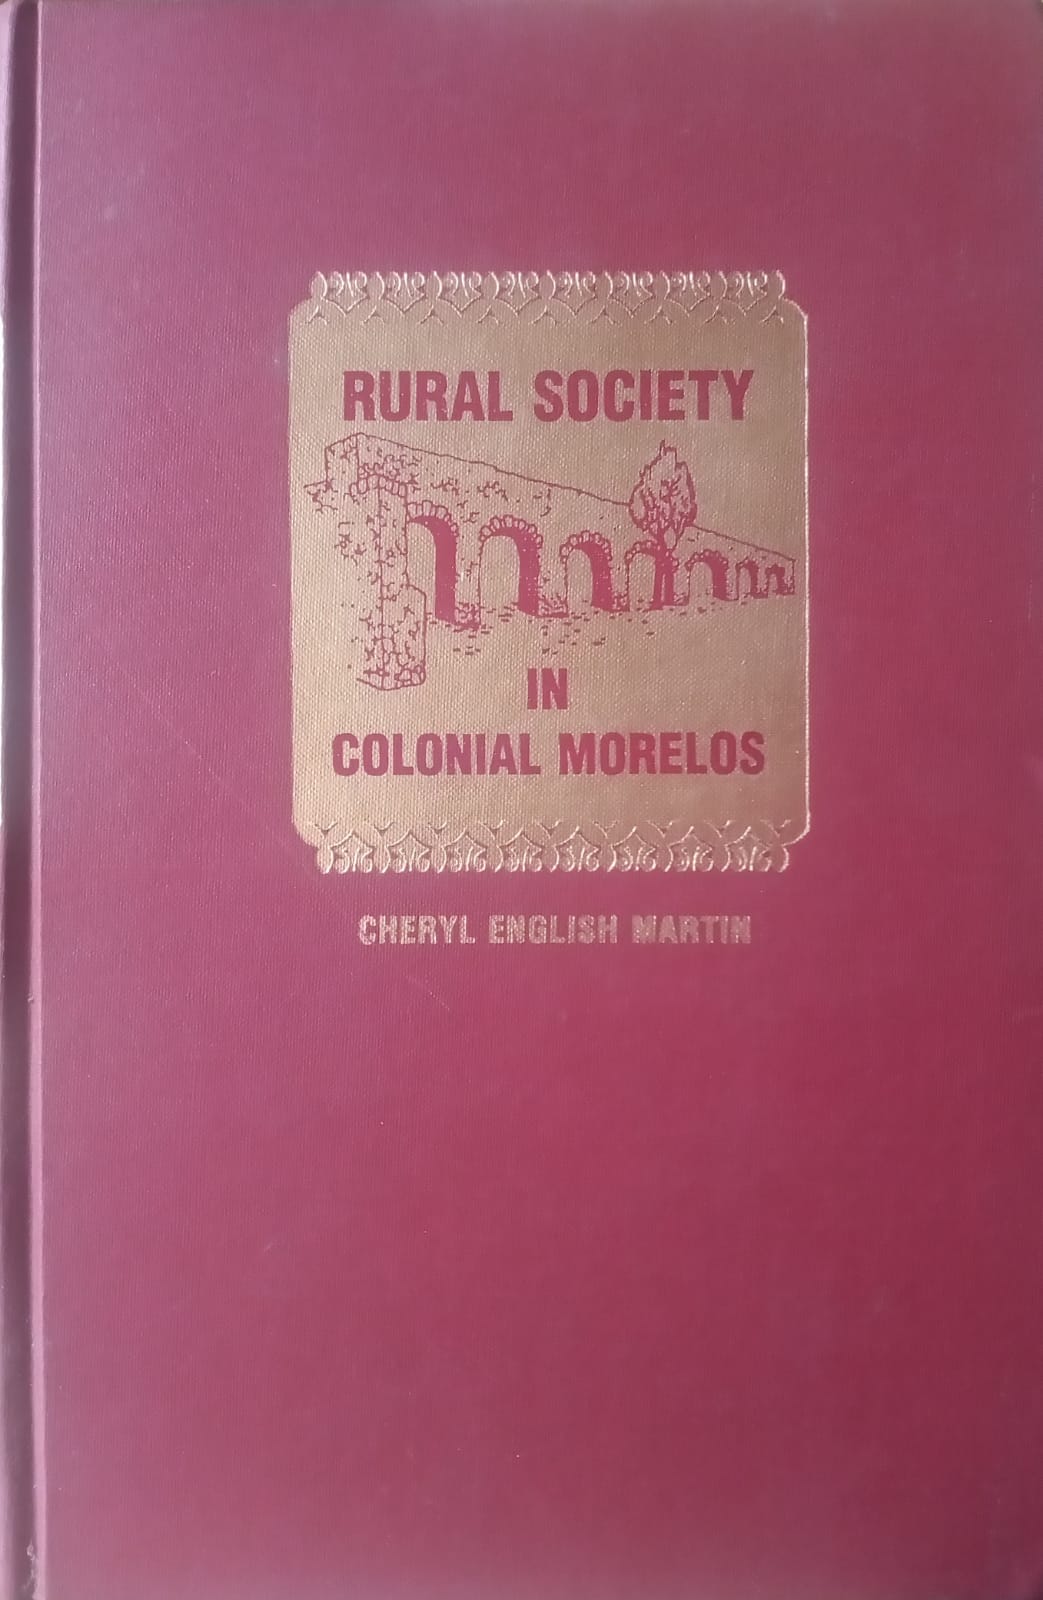 RURAL SOCIETY
IN
COLONIAL MORELOS
CHERYL ENGLISH MARTIN